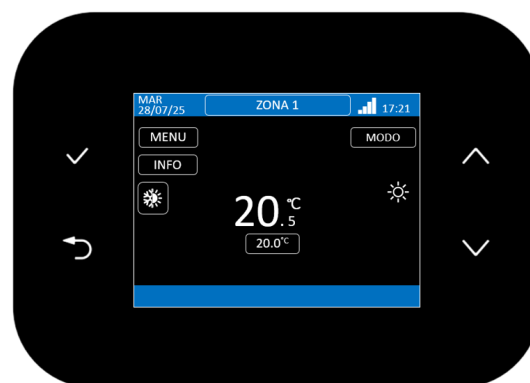 MAR
28/07/25
ZONA 1
17:21
MENU
MODO
INFO
20.5 °C
20.0°C